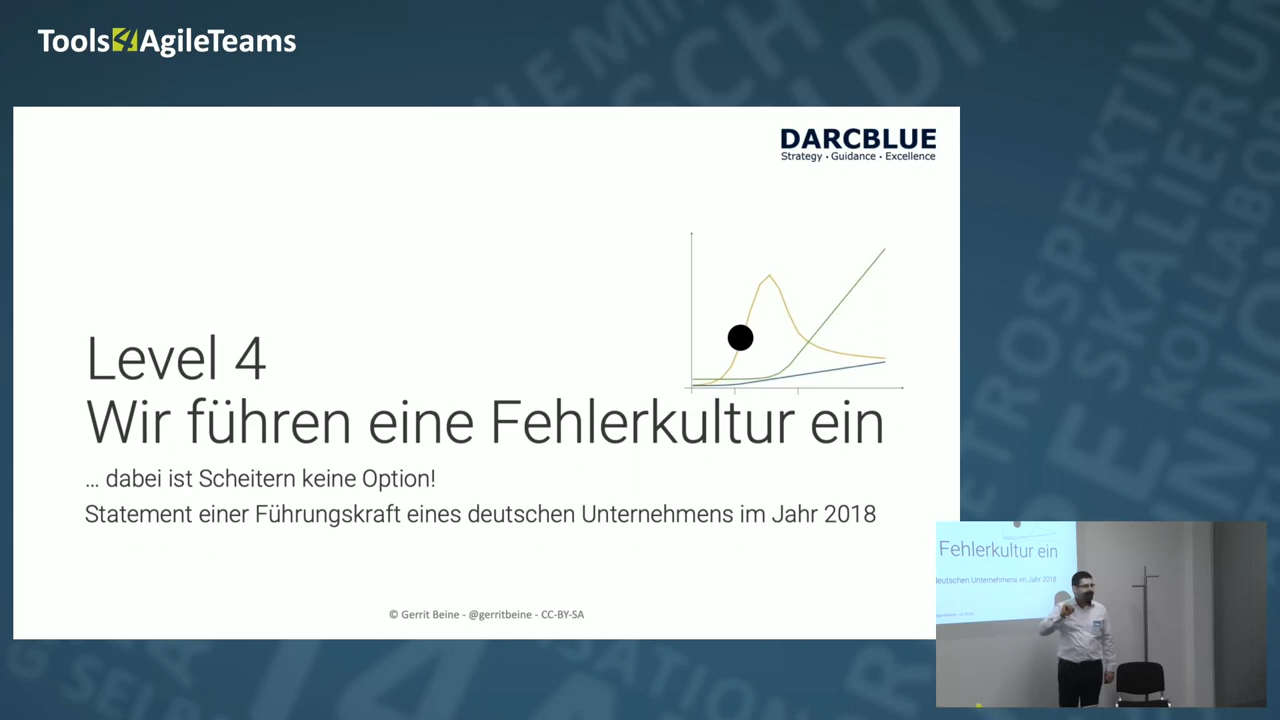 Tools4AgileTeams
DARCBLUE
Strategy • Guidance • Excellence
Level 4
Wir führen eine Fehlerkultur ein
... dabei ist Scheitern keine Option!
Statement einer Führungskraft eines deutschen Unternehmens im Jahr 2018
© Gerrit Beine - @gerritbeine - CC-BY-SA
Fehlerkultur ein
deutschen Unternehmens im Jahr 2018